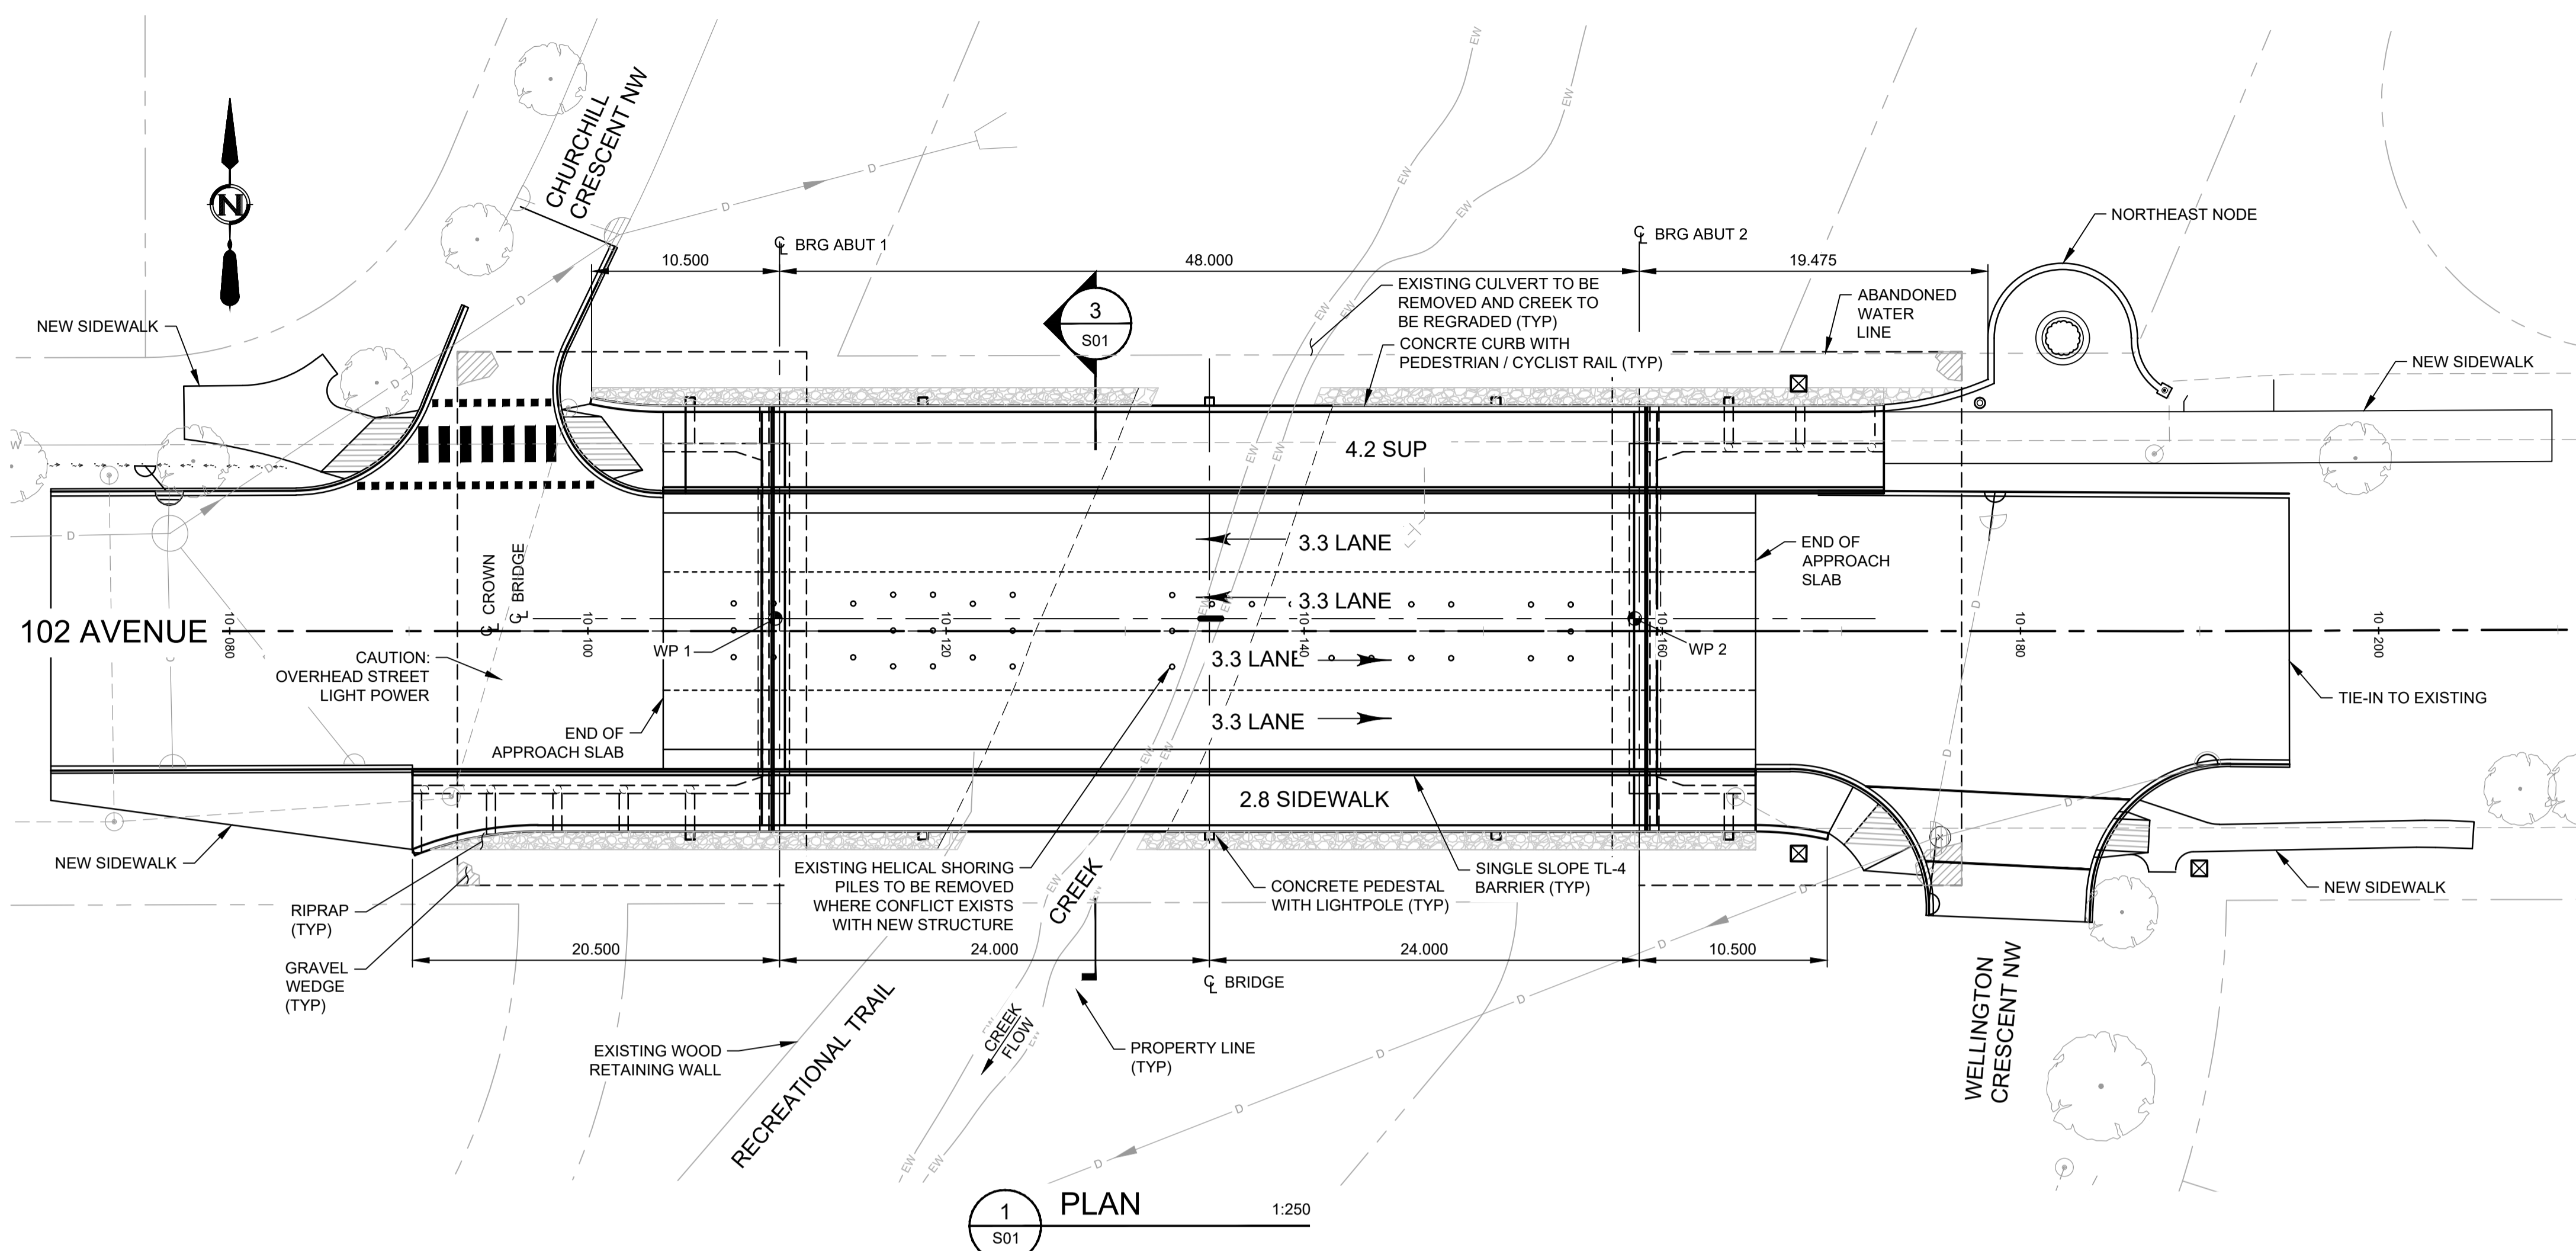 CHURCHILL
CRESCENT NW
N
NORTHEAST NODE
BRG ABUT 1
BRG ABUT 2
10.500
48.000
19.475
EXISTING CULVERT TO BE
REMOVED AND CREEK TO
BE REGRADED (TYP)
ABANDONED
WATER
LINE
3
S01
NEW SIDEWALK
CONCRTE CURB WITH
PEDESTRIAN / CYCLIST RAIL (TYP)
NEW SIDEWALK
4.2 SUP
3.3 LANE
3.3 LANE
3.3 LANE
3.3 LANE
END OF
APPROACH
SLAB
℄ CROWN
℄ BRIDGE
102 AVENUE
10+080
10+100
10+120
10+140
10+160
10+180
10+200
WP 1
WP 2
CAUTION:
OVERHEAD STREET
LIGHT POWER
END OF
APPROACH SLAB
TIE-IN TO EXISTING
2.8 SIDEWALK
NEW SIDEWALK
EXISTING HELICAL SHORING
PILES TO BE REMOVED
WHERE CONFLICT EXISTS
WITH NEW STRUCTURE
CREEK
CONCRETE PEDESTAL
WITH LIGHTPOLE (TYP)
SINGLE SLOPE TL-4
BARRIER (TYP)
NEW SIDEWALK
RIPRAP
(TYP)
GRAVEL
WEDGE
(TYP)
20.500
24.000
24.000
10.500
℄ BRIDGE
EXISTING WOOD
RETAINING WALL
RECREATIONAL TRAIL
CREEK
FLOW
PROPERTY LINE
(TYP)
WELLINGTON
CRESCENT NW
1
S01
PLAN
1:250